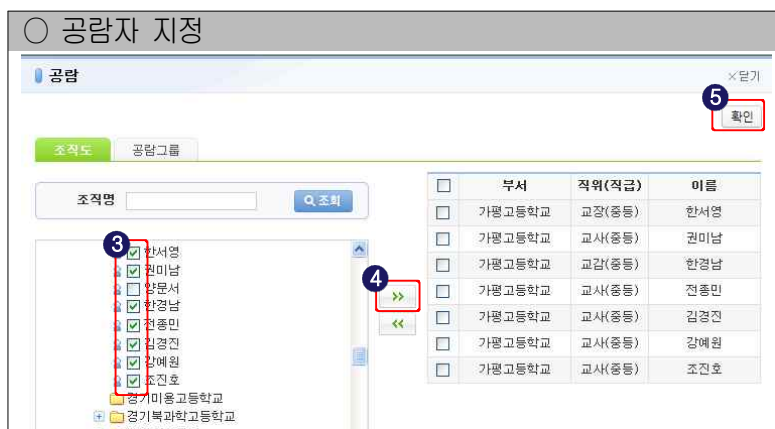 ○ 공람자 지정
공람
×닫기
5
확인
조직도 공람그룹
조직명 조회
3
한서영
권미남
양문서
한경남
전종민
김경진
강예원
조진호
경기미용고등학교
경기북과학고등학교
4
>>
<<
부서 직위(직급) 이름
가평고등학교 교장(중등) 한서영
가평고등학교 교사(중등) 권미남
가평고등학교 교감(중등) 한경남
가평고등학교 교사(중등) 전종민
가평고등학교 교사(중등) 김경진
가평고등학교 교사(중등) 강예원
가평고등학교 교사(중등) 조진호